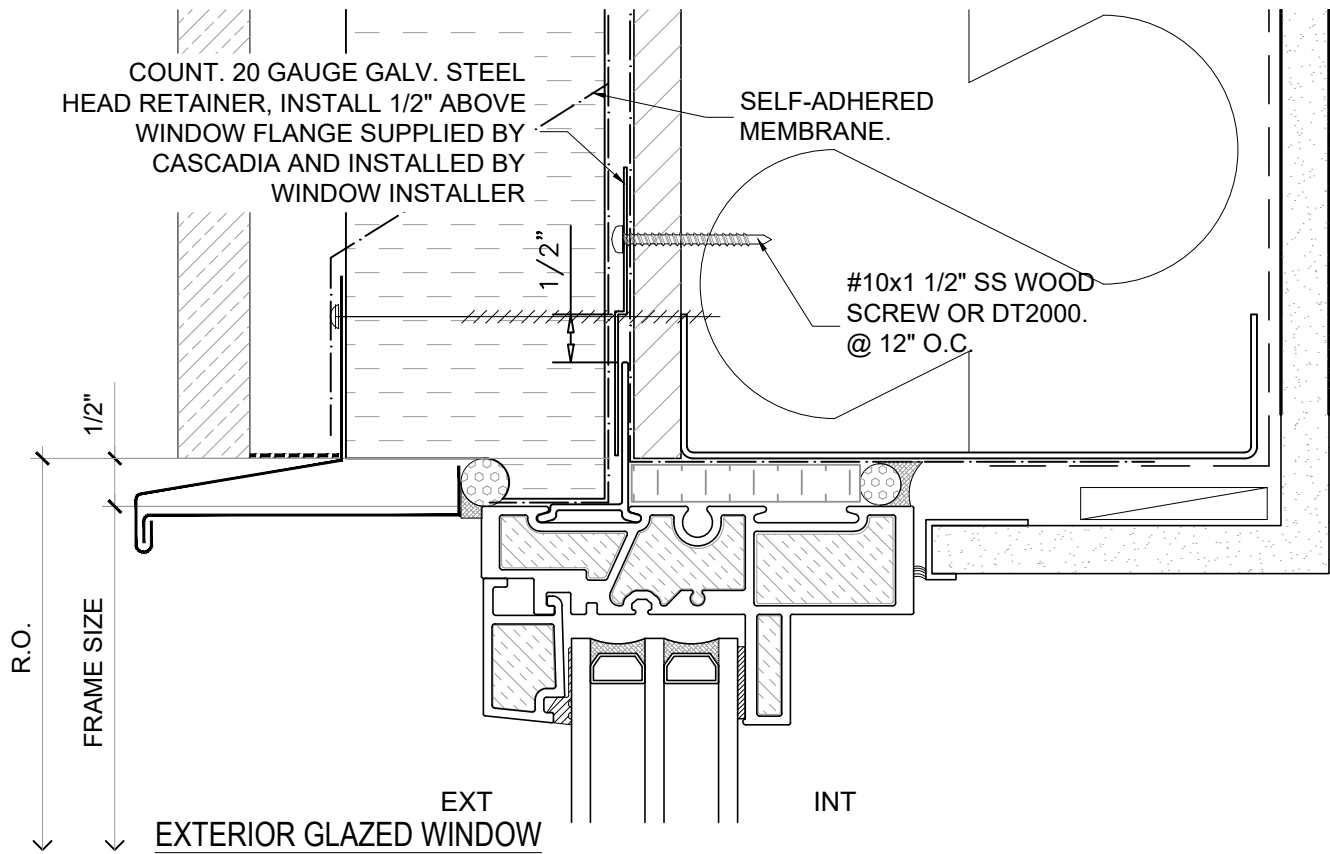 COUNT. 20 GAUGE GALV. STEEL
HEAD RETAINER, INSTALL 1/2" ABOVE
WINDOW FLANGE SUPPLIED BY
CASCADIA AND INSTALLED BY
WINDOW INSTALLER
SELF-ADHERED
MEMBRANE.
1/2"
#10x1 1/2" SS WOOD
SCREW OR DT2000.
@ 12" O.C.
1/2"
R.O.
FRAME SIZE
EXT
INT
EXTERIOR GLAZED WINDOW